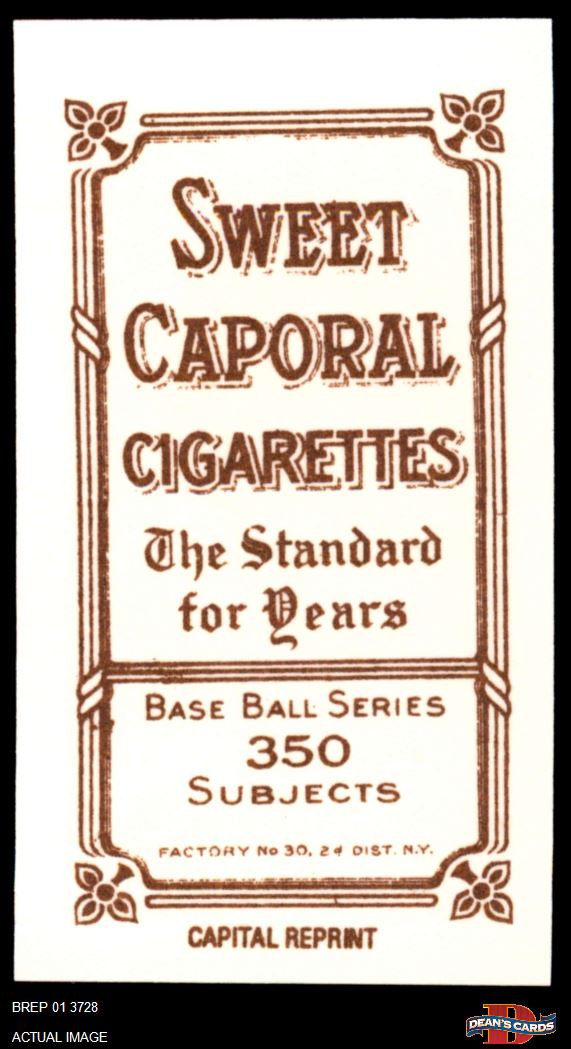 SWEET
CAPORAL
CIGARETTES
The Standard
for Years
BASE BALL SERIES
350
SUBJECTS
FACTORY No 30, 2d DIST. N.Y.
CAPITAL REPRINT
BREP 01 3728
ACTUAL IMAGE
DEAN'S CARDS